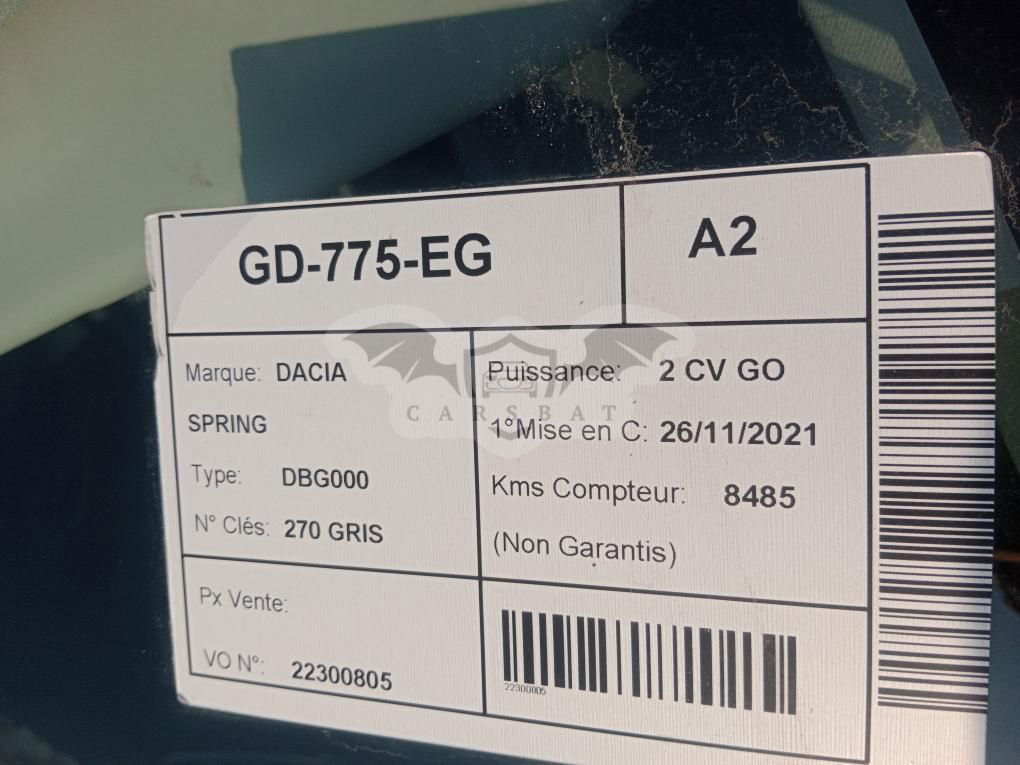 GD-775-EG
A2
Marque: DACIA
SPRING
Type: DBG000
N° Clés: 270 GRIS
Puissance: 2 CV GO
1°Mise en C: 26/11/2021
Kms Compteur: 8485
(Non Garantis)
Px Vente:
VO N°: 22300805
22300805
CARSBAT